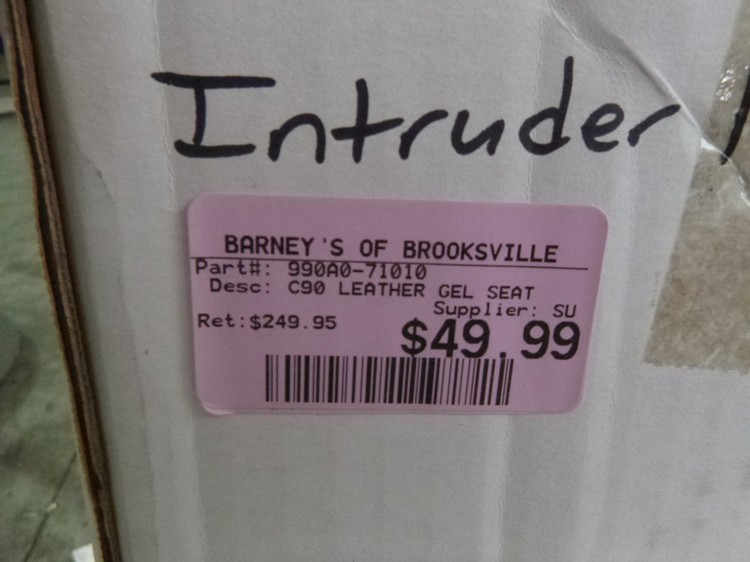 Intruder
BARNEY'S OF BROOKSVILLE
Part#: 990A0-71010
Desc: C90 LEATHER GEL SEAT
Supplier: SU
Ret:$249.95
$49.99